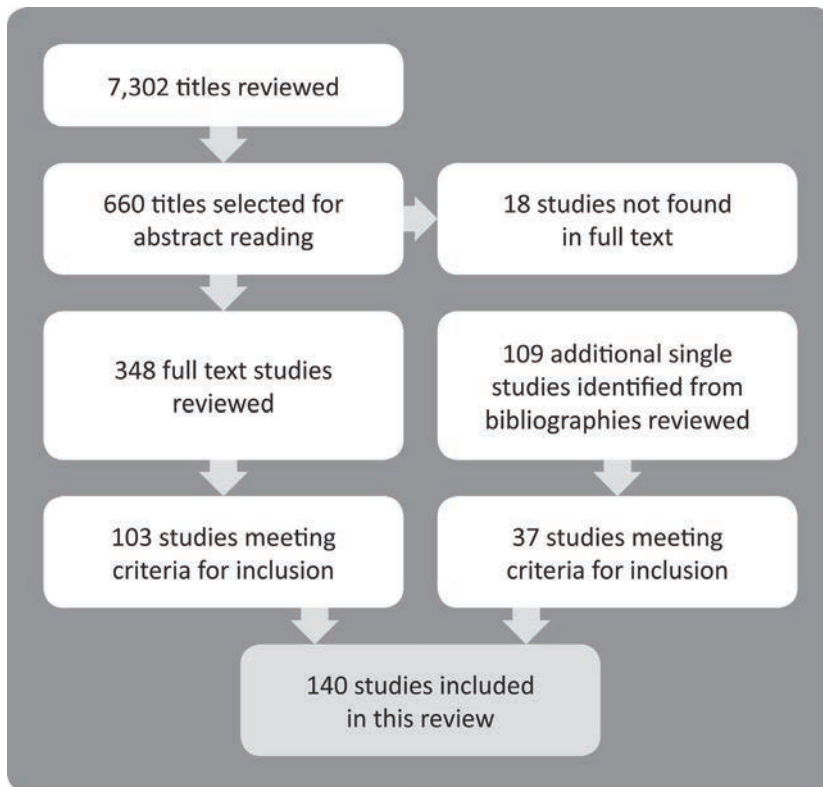 7,302 titles reviewed
660 titles selected for
abstract reading
18 studies not found
in full text
348 full text studies
reviewed
109 additional single
studies identified from
bibliographies reviewed
103 studies meeting
criteria for inclusion
37 studies meeting
criteria for inclusion
140 studies included
in this review